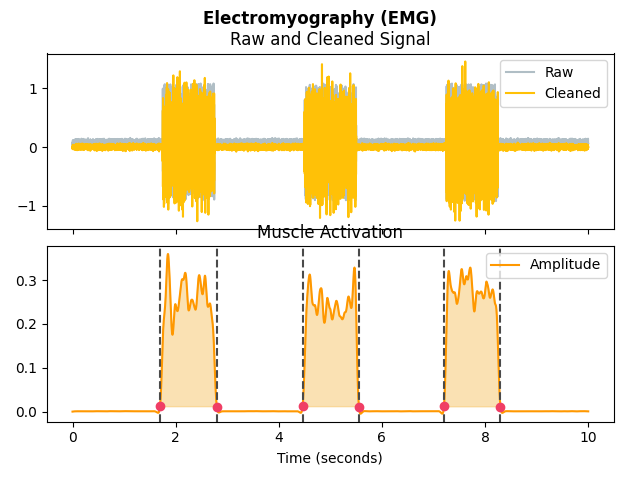 Electromyography (EMG)
Raw and Cleaned Signal
Raw
Cleaned
1
0
−1
Muscle Activation
Amplitude
0.3
0.2
0.1
0.0
0 2 4 6 8 10
Time (seconds)